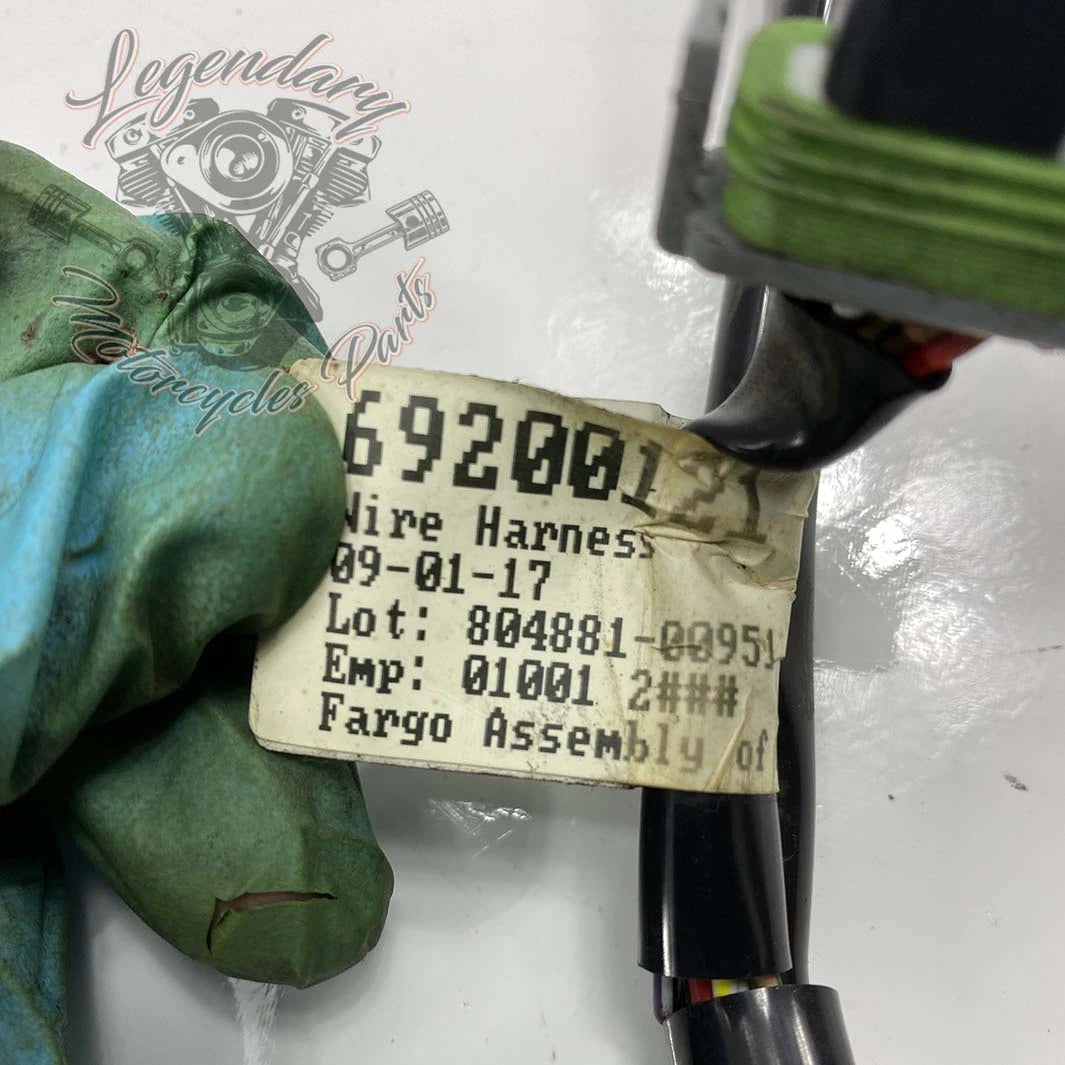 Legendary
Motorcycles Parts
69200121
Wire Harness
09-01-17
Lot: 804881-00951
Emp: 01001 2###
Fargo Assembly of